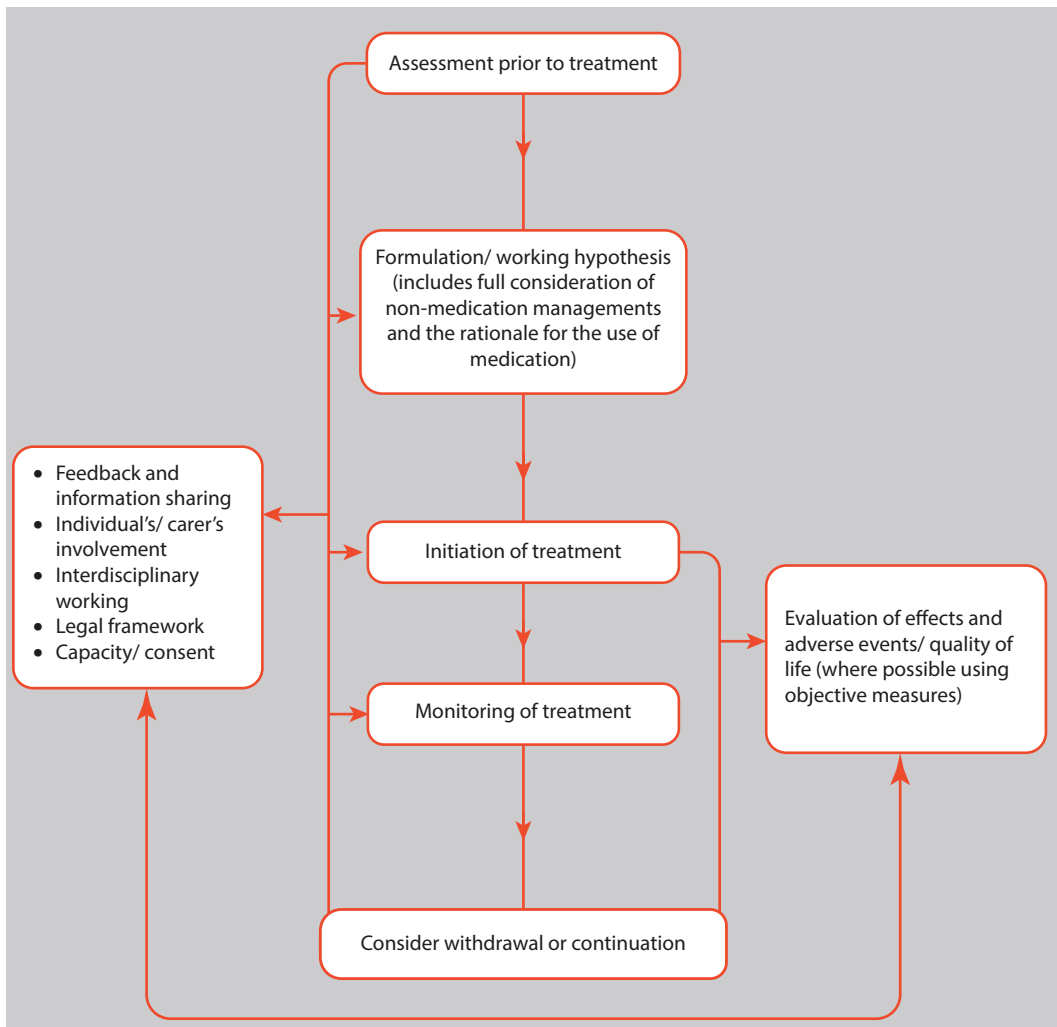 Assessment prior to treatment
Formulation/ working hypothesis
(includes full consideration of
non-medication managements
and the rationale for the use of
medication)
• Feedback and
information sharing
• Individual's/ carer's
involvement
• Interdisciplinary
working
• Legal framework
• Capacity/ consent
Initiation of treatment
Evaluation of effects and
adverse events/ quality of
life (where possible using
objective measures)
Monitoring of treatment
Consider withdrawal or continuation